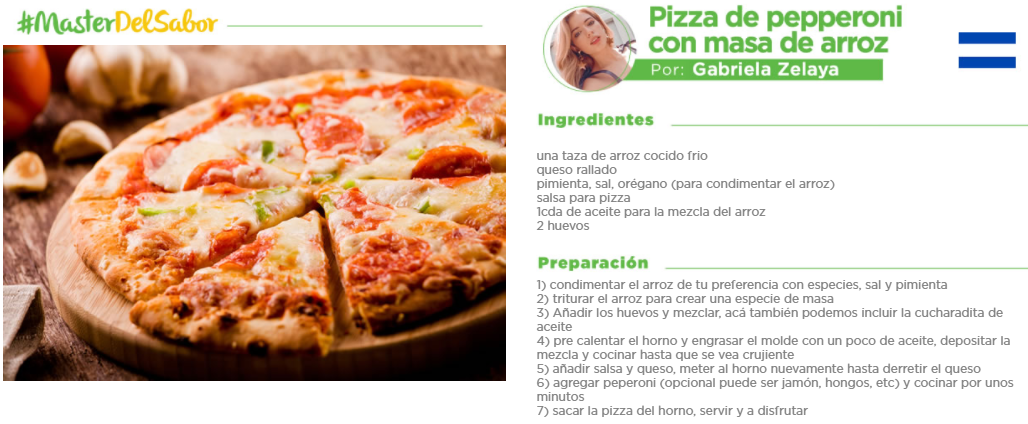 #MasterDelSabor
Pizza de pepperoni
con masa de arroz
Por: Gabriela Zelaya
Ingredientes
una taza de arroz cocido frio
queso rallado
pimienta, sal, orégano (para condimentar el arroz)
salsa para pizza
1cda de aceite para la mezcla del arroz
2 huevos
Preparación
1) condimentar el arroz de tu preferencia con especies, sal y pimienta
2) triturar el arroz para crear una especie de masa
3) Añadir los huevos y mezclar, acá también podemos incluir la cucharadita de
aceite
4) pre calentar el horno y engrasar el molde con un poco de aceite, depositar la
mezcla y cocinar hasta que se vea crujiente
5) añadir salsa y queso, meter al horno nuevamente hasta derretir el queso
6) agregar peperoni (opcional puede ser jamón, hongos, etc) y cocinar por unos
minutos
7) sacar la pizza del horno, servir y a disfrutar